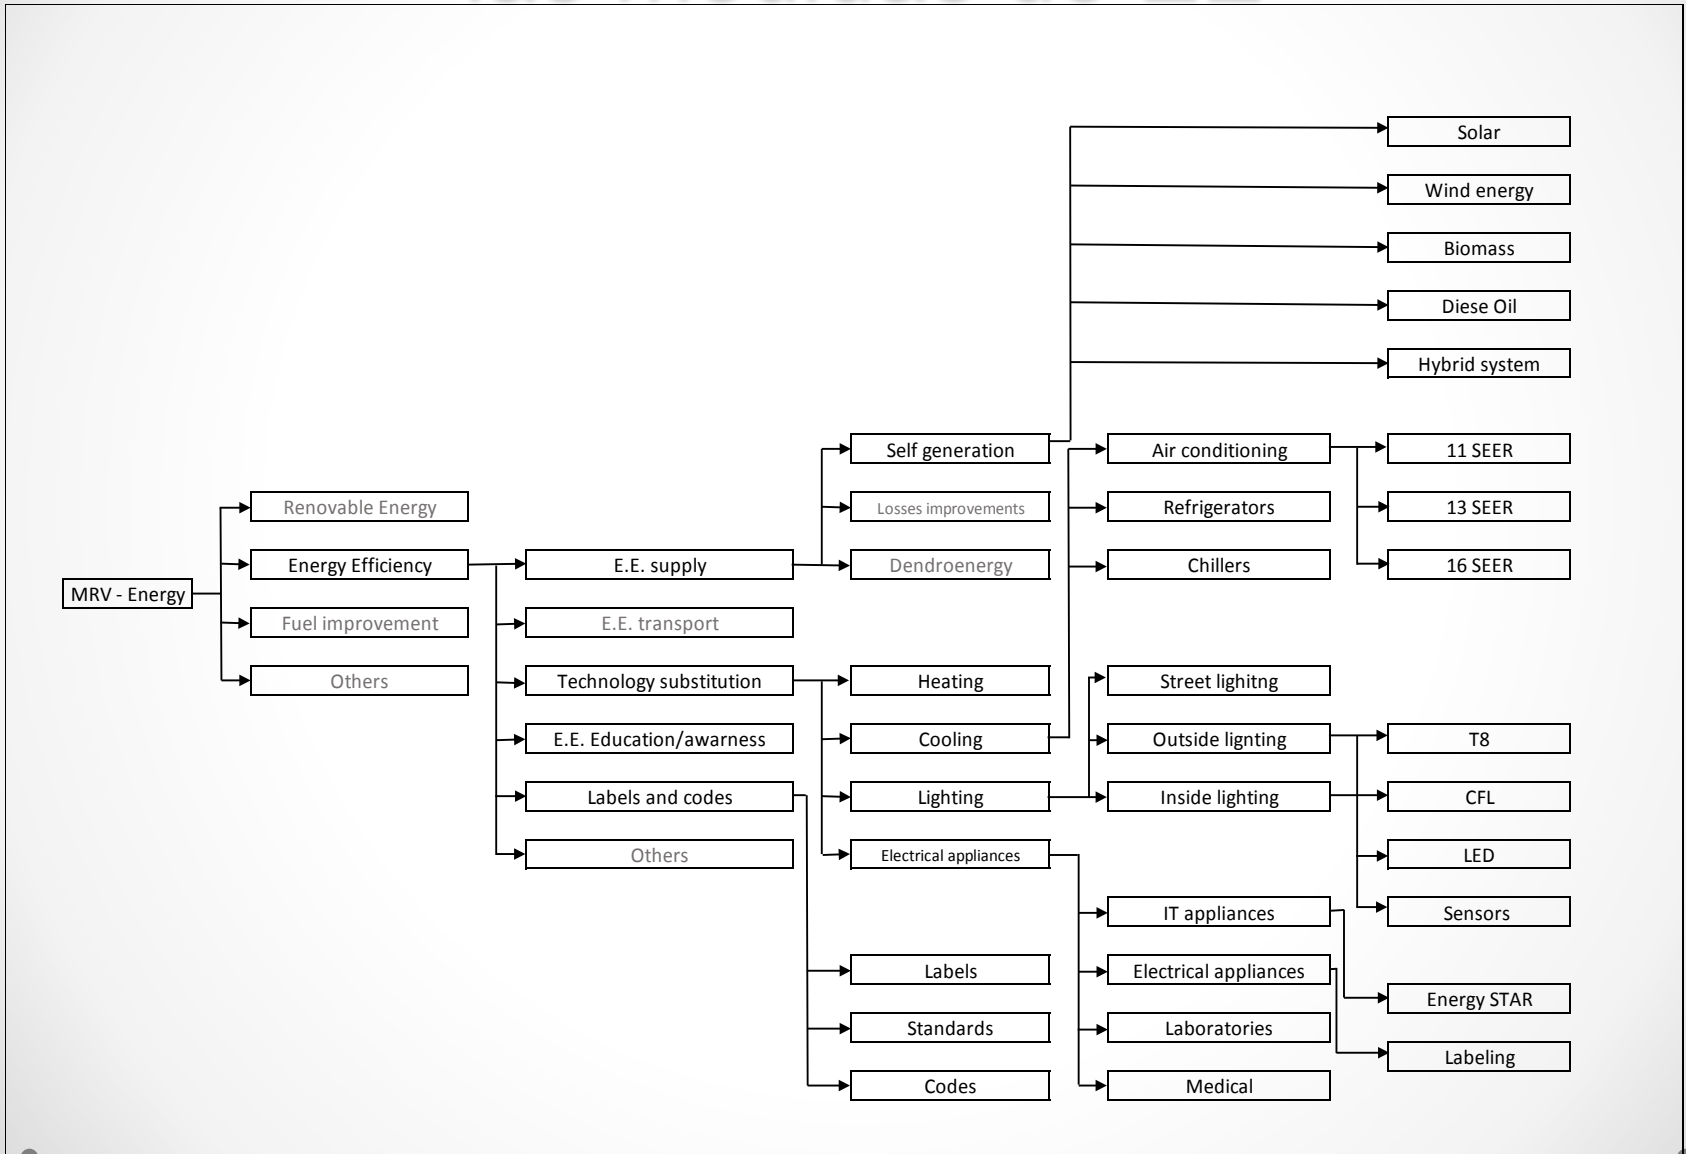 Solar
Wind energy
Biomass
Diese Oil
Hybrid system
Self generation
Air conditioning
11 SEER
Renovable Energy
Losses improvements
Refrigerators
13 SEER
Energy Efficiency
E.E. supply
Dendroenergy
Chillers
16 SEER
MRV - Energy
Fuel improvement
E.E. transport
Others
Technology substitution
Heating
Street lighitng
E.E. Education/awarness
Cooling
Outside lignting
T8
Labels and codes
Lighting
Inside lighting
CFL
Others
Electrical appliances
LED
IT appliances
Sensors
Labels
Electrical appliances
Energy STAR
Standards
Laboratories
Labeling
Codes
Medical